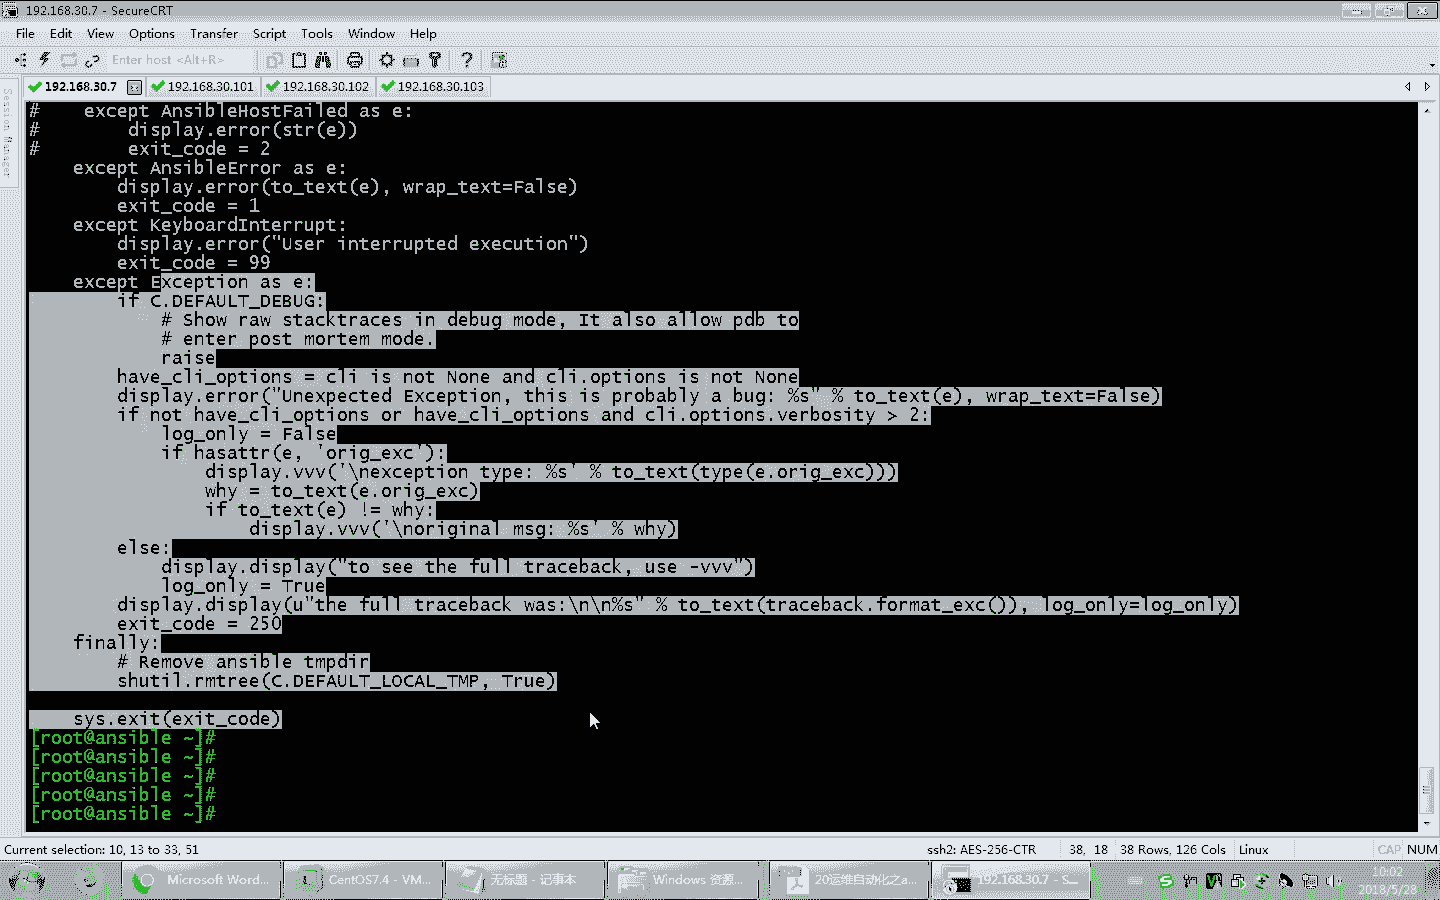 192.168.30.7 - SecureCRT
File Edit View Options Transfer Script Tools Window Help
Enter host <Alt+R>
192.168.30.7 192.168.30.101 192.168.30.102 192.168.30.103
Session Manager
#    except AnsibleHostFailed as e:
#        display.error(str(e))
#        exit_code = 2
    except AnsibleError as e:
        display.error(to_text(e), wrap_text=False)
        exit_code = 1
    except KeyboardInterrupt:
        display.error("User interrupted execution")
        exit_code = 99
    except Exception as e:
        if C.DEFAULT_DEBUG:
            # Show raw stacktraces in debug mode, It also allow pdb to
            # enter post mortem mode.
            raise
        have_cli_options = cli is not None and cli.options is not None
        display.error("Unexpected Exception, this is probably a bug: %s" % to_text(e), wrap_text=False)
        if not have_cli_options or have_cli_options and cli.options.verbosity > 2:
            log_only = False
            if hasattr(e, 'orig_exc'):
                display.vvv('\nexception type: %s' % to_text(type(e.orig_exc)))
                why = to_text(e.orig_exc)
                if to_text(e) != why:
                    display.vvv('\noriginal msg: %s' % why)
        else:
            display.display("to see the full traceback, use -vvv")
            log_only = True
        display.display(u"the full traceback was:\n\n%s" % to_text(traceback.format_exc()), log_only=log_only)
        exit_code = 250
    finally:
        # Remove ansible tmpdir
        shutil.rmtree(C.DEFAULT_LOCAL_TMP, True)
    sys.exit(exit_code)
[root@ansible ~]#
[root@ansible ~]#
[root@ansible ~]#
[root@ansible ~]#
[root@ansible ~]#
Current selection: 10, 13 to 33, 51 ssh2: AES-256-CTR 38, 18 38 Rows, 126 Cols Linux CAP NUM
Microsoft Word... CentOS7.4 - VM... 无标题 - 记事本 Windows 资源... 20运维自动化之a... 192.168.30.7 - S...
10:02
2018/5/28